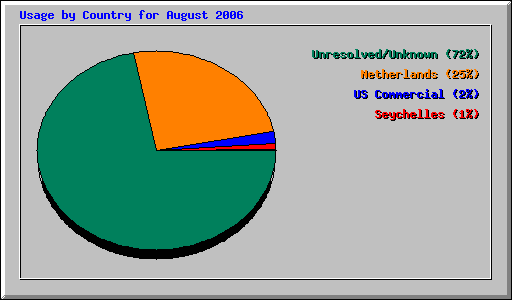 Usage by Country for August 2006
Unresolved/Unknown (72%)
Netherlands (25%)
US Commercial (2%)
Seychelles (1%)